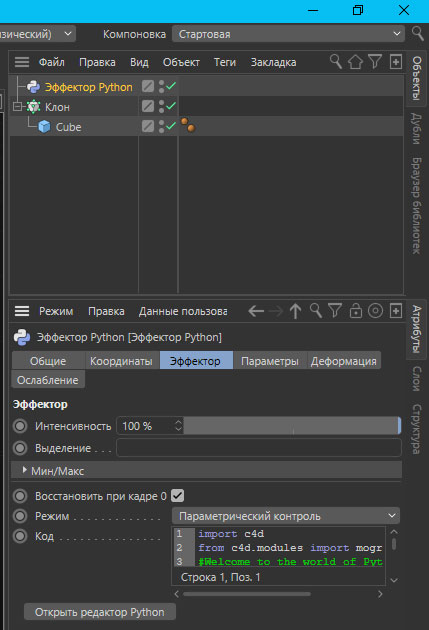 зический)
Компоновка
Стартовая
Файл Правка Вид Объект Теги Закладка
Эффектор Python
Клон
Cube
Объекты
Дубли
Браузер библиотек
Режим Правка Данные пользова
Эффектор Python [Эффектор Python]
Общие Координаты Эффектор Параметры Деформация
Ослабление
Эффектор
Интенсивность 100 %
Выделение . . .
Мин/Макс
Восстановить при кадре 0
Режим . . . . . . . . . . . . Параметрический контроль
Код . . . . . . . . . . . . . .
1 import c4d
2 from c4d.modules import mogr
3 #Welcome to the world of Pyt
Строка 1, Поз. 1
Открыть редактор Python
Атрибуты
Слои
Структура